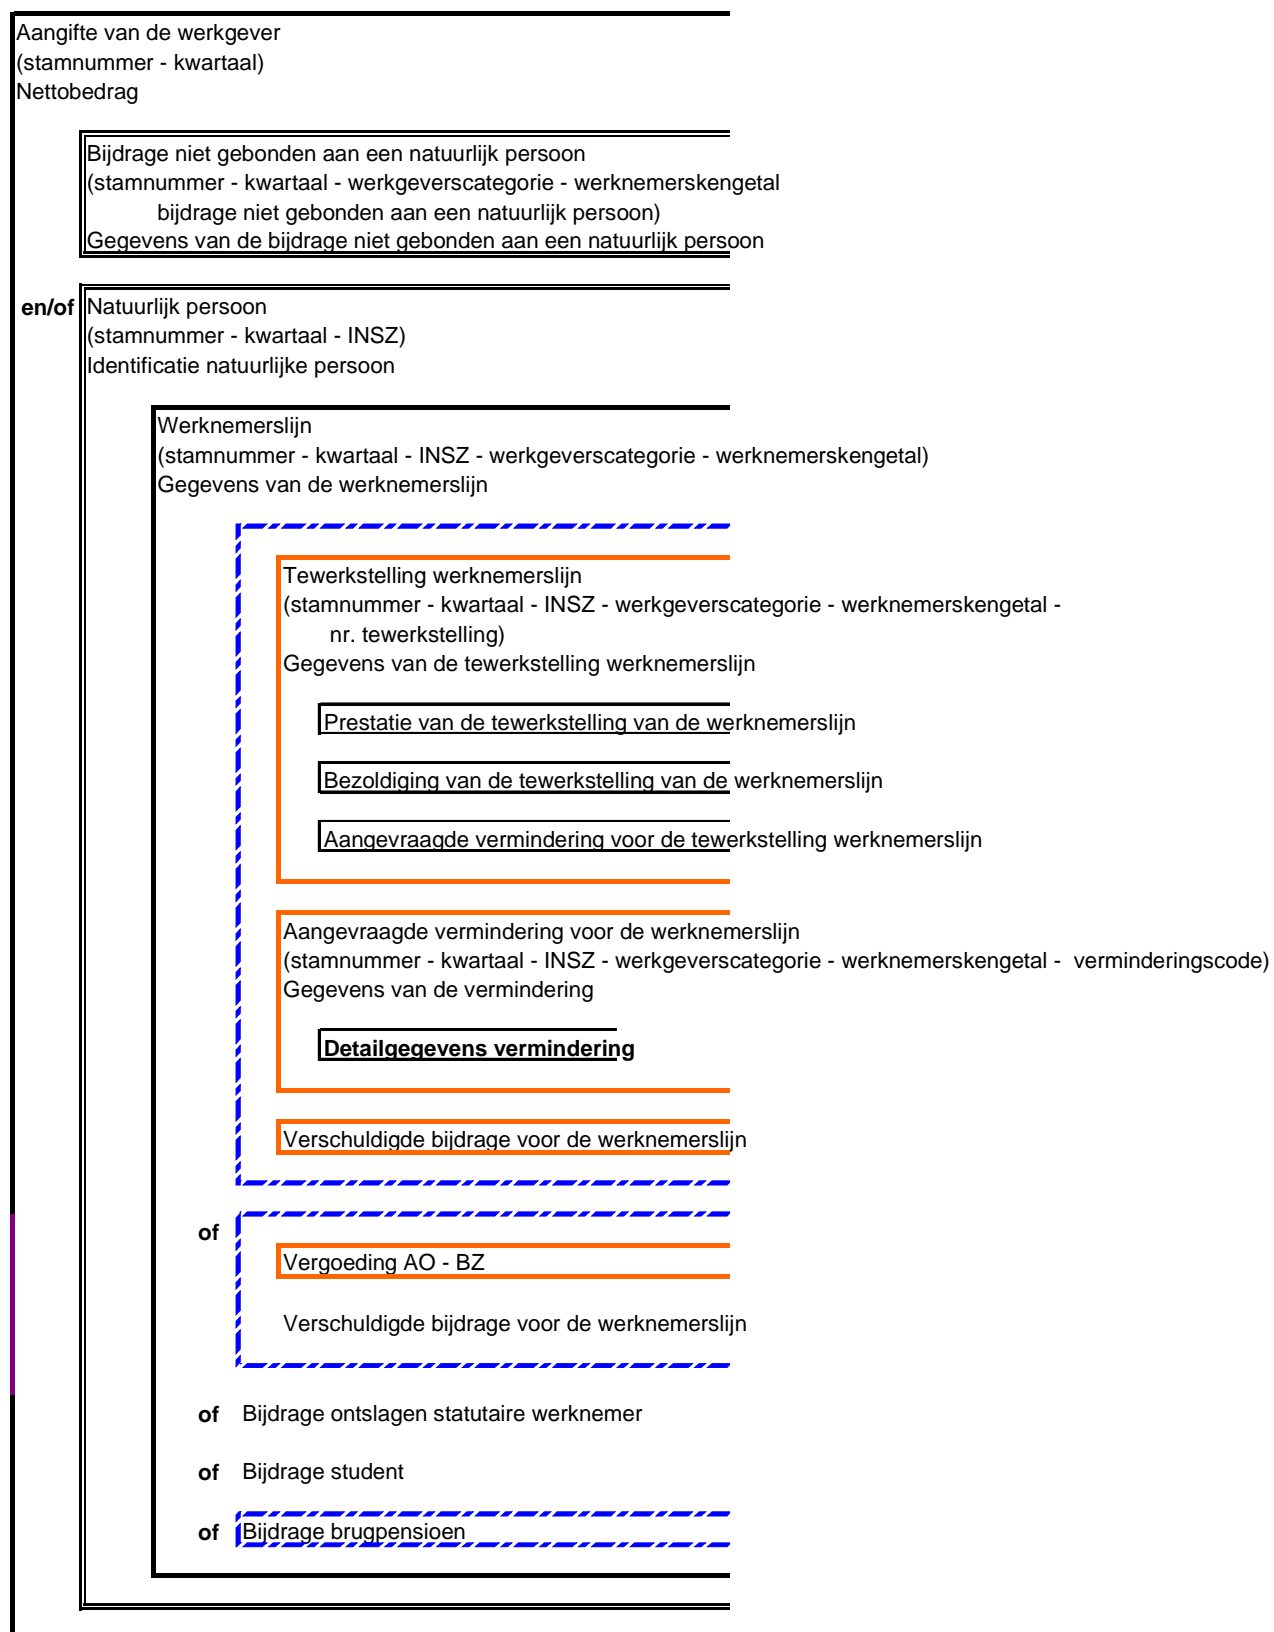 Aangifte van de werkgever
(stamnummer - kwartaal)
Nettobedrag
Bijdrage niet gebonden aan een natuurlijk persoon
(stamnummer - kwartaal - werkgeverscategorie - werknemerskengetal
bijdrage niet gebonden aan een natuurlijk persoon)
Gegevens van de bijdrage niet gebonden aan een natuurlijk persoon
en/of Natuurlijk persoon
(stamnummer - kwartaal - INSZ)
Identificatie natuurlijke persoon
Werknemerslijn
(stamnummer - kwartaal - INSZ - werkgeverscategorie - werknemerskengetal)
Gegevens van de werknemerslijn
Tewerkstelling werknemerslijn
(stamnummer - kwartaal - INSZ - werkgeverscategorie - werknemerskengetal -
nr. tewerkstelling)
Gegevens van de tewerkstelling werknemerslijn
Prestatie van de tewerkstelling van de werknemerslijn
Bezoldiging van de tewerkstelling van de werknemerslijn
Aangevraagde vermindering voor de tewerkstelling werknemerslijn
Aangevraagde vermindering voor de werknemerslijn
(stamnummer - kwartaal - INSZ - werkgeverscategorie - werknemerskengetal - verminderingscode)
Gegevens van de vermindering
Detailgegevens vermindering
Verschuldigde bijdrage voor de werknemerslijn
of
Vergoeding AO - BZ
Verschuldigde bijdrage voor de werknemerslijn
of Bijdrage ontslagen statutaire werknemer
of Bijdrage student
of Bijdrage brugpensioen